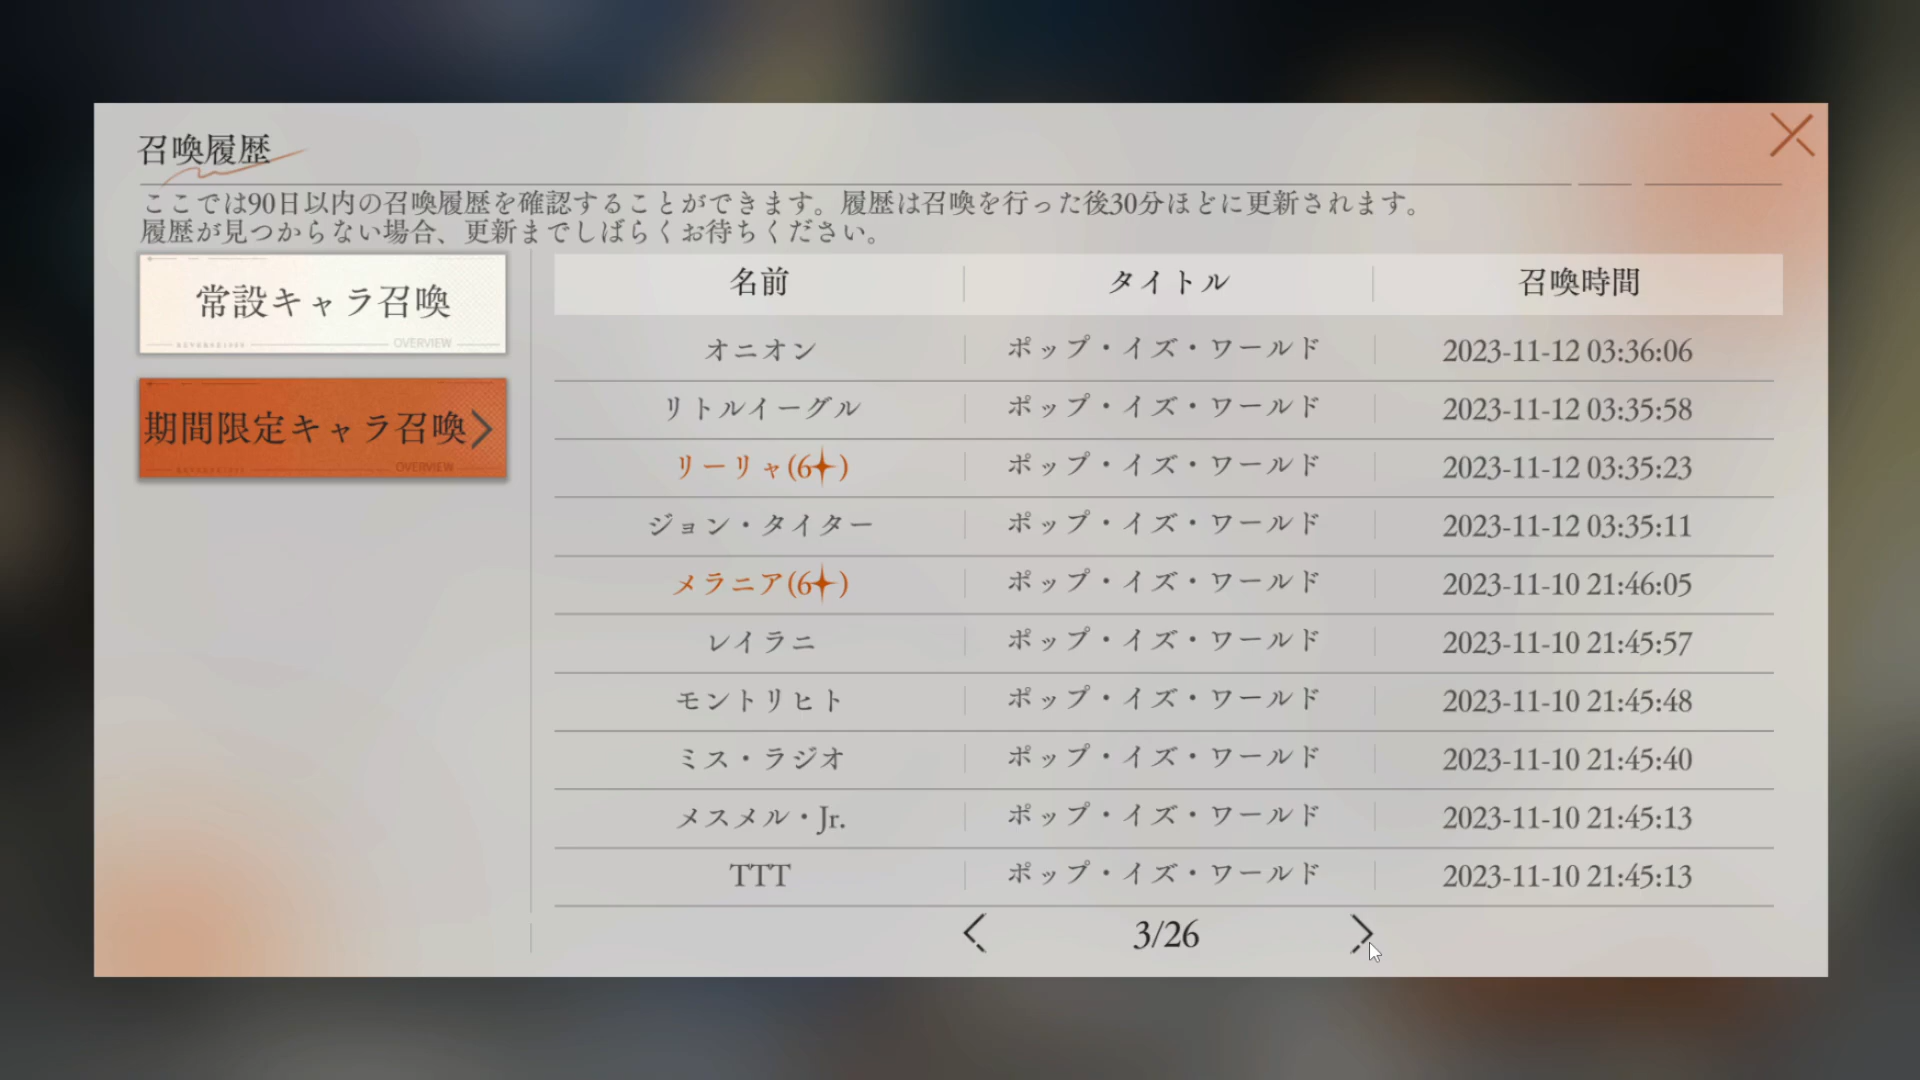 召喚履歴
ここでは90日以内の召喚履歴を確認することができます。履歴は召喚を行った後30分ほどに更新されます。
履歴が見つからない場合、更新までしばらくお待ちください。
常設キャラ召喚
OVERVIEW
期間限定キャラ召喚
OVERVIEW
名前 タイトル 召喚時間
オニオン ポップ・イズ・ワールド 2023-11-12 03:36:06
リトルイーグル ポップ・イズ・ワールド 2023-11-12 03:35:58
リーリャ(6✦) ポップ・イズ・ワールド 2023-11-12 03:35:23
ジョン・タイター ポップ・イズ・ワールド 2023-11-12 03:35:11
メラニア(6✦) ポップ・イズ・ワールド 2023-11-10 21:46:05
レイラニ ポップ・イズ・ワールド 2023-11-10 21:45:57
モントリヒト ポップ・イズ・ワールド 2023-11-10 21:45:48
ミス・ラジオ ポップ・イズ・ワールド 2023-11-10 21:45:40
メスメル・Jr. ポップ・イズ・ワールド 2023-11-10 21:45:13
TTT ポップ・イズ・ワールド 2023-11-10 21:45:13
3/26